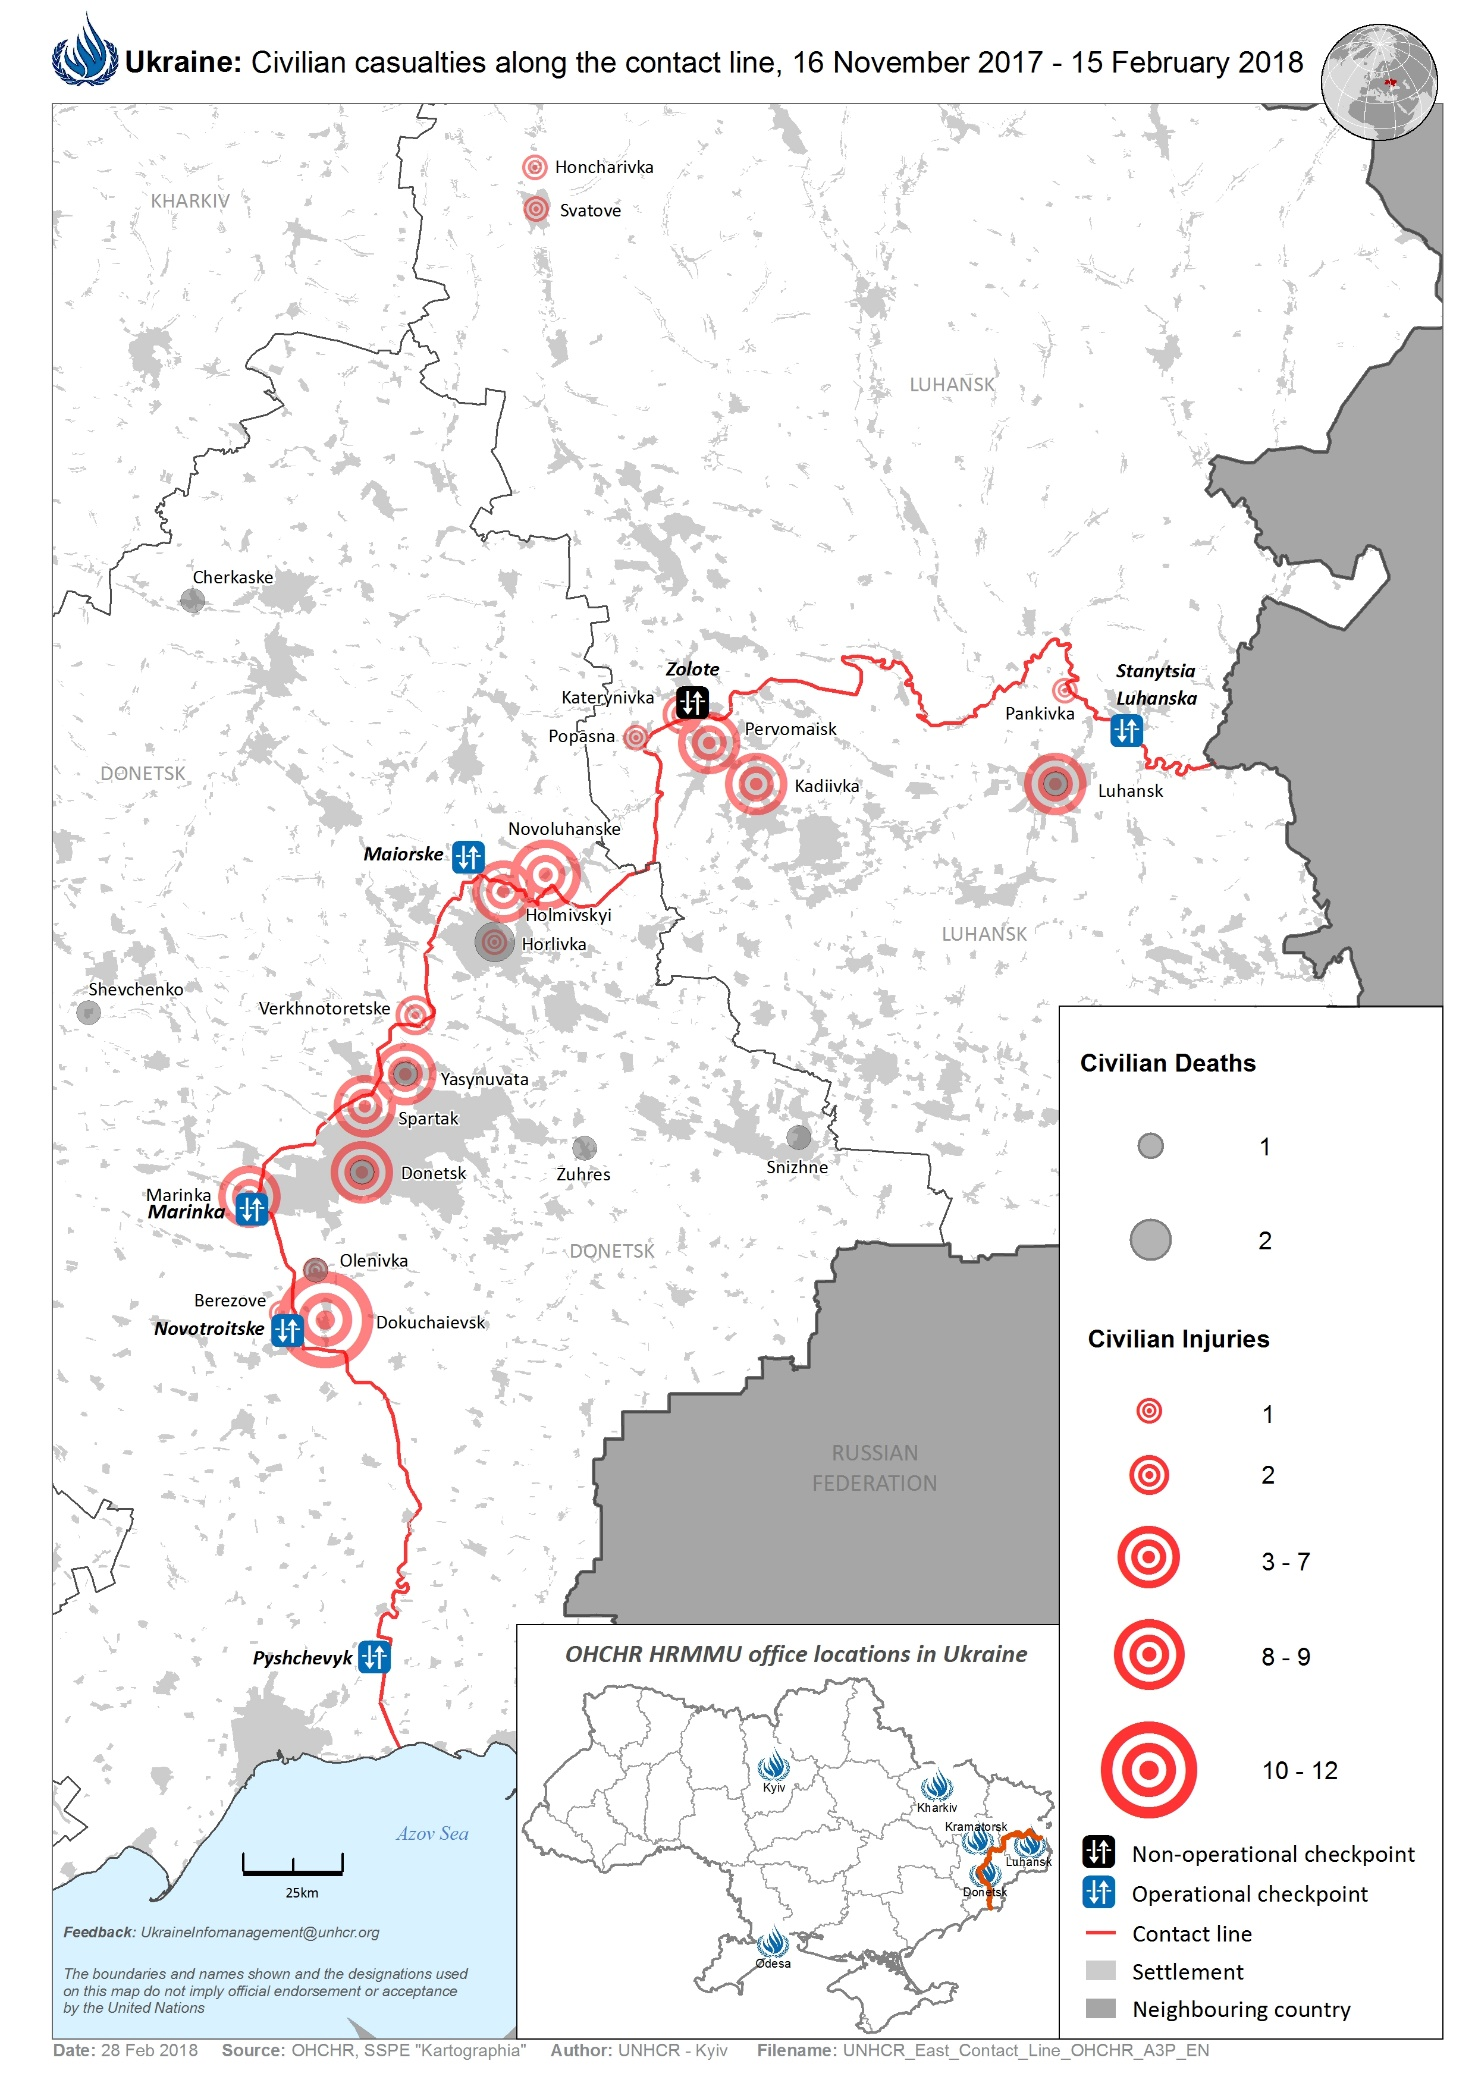 Ukraine: Civilian casualties along the contact line, 16 November 2017 - 15 February 2018
Honcharivka
KHARKIV
Svatove
LUHANSK
Cherkaske
Zolote
Stanytsia
Luhanska
Katerynivka
Pankivka
Popasna
Pervomaisk
DONETSK
Kadiivka
Luhansk
Novoluhanske
Maiorske
Holmivskyi
LUHANSK
Horlivka
Shevchenko
Verkhnotoretske
Yasynuvata
Spartak
Donetsk
Zuhres
Snizhne
Marinka
Marinka
DONETSK
Olenivka
Berezove
Dokuchaievsk
Novotroitske
RUSSIAN
FEDERATION
Pyshchevyk
Azov Sea
25km
Feedback: UkraineInfomanagement@unhcr.org
The boundaries and names shown and the designations used
on this map do not imply official endorsement or acceptance
by the United Nations
OHCHR HRMMU office locations in Ukraine
Kyiv
Kharkiv
Kramatorsk
Luhansk
Donetsk
Odesa
Civilian Deaths
1
2
Civilian Injuries
1
2
3 - 7
8 - 9
10 - 12
Non-operational checkpoint
Operational checkpoint
Contact line
Settlement
Neighbouring country
Date: 28 Feb 2018 Source: OHCHR, SSPE "Kartographia" Author: UNHCR - Kyiv Filename: UNHCR_East_Contact_Line_OHCHR_A3P_EN